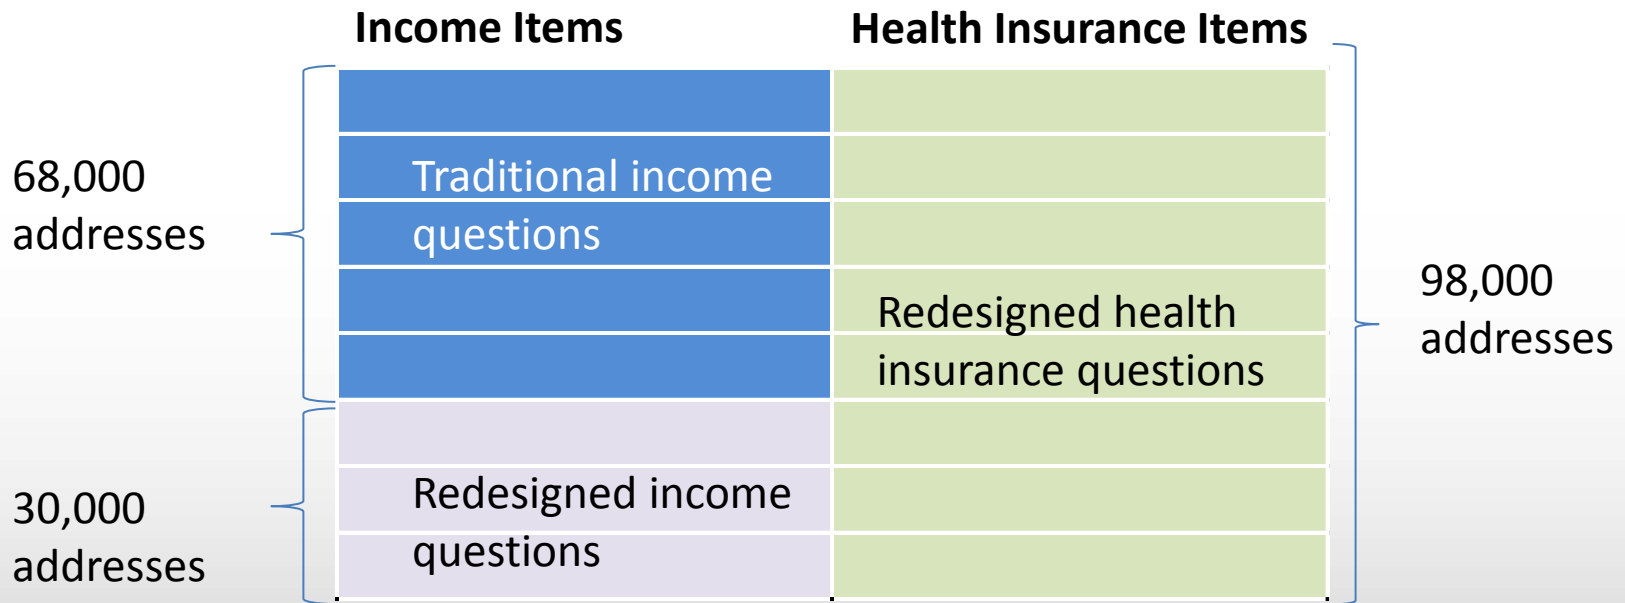 Income Items
Health Insurance Items
68,000
addresses
Traditional income
questions
Redesigned health
insurance questions
98,000
addresses
30,000
addresses
Redesigned income
questions